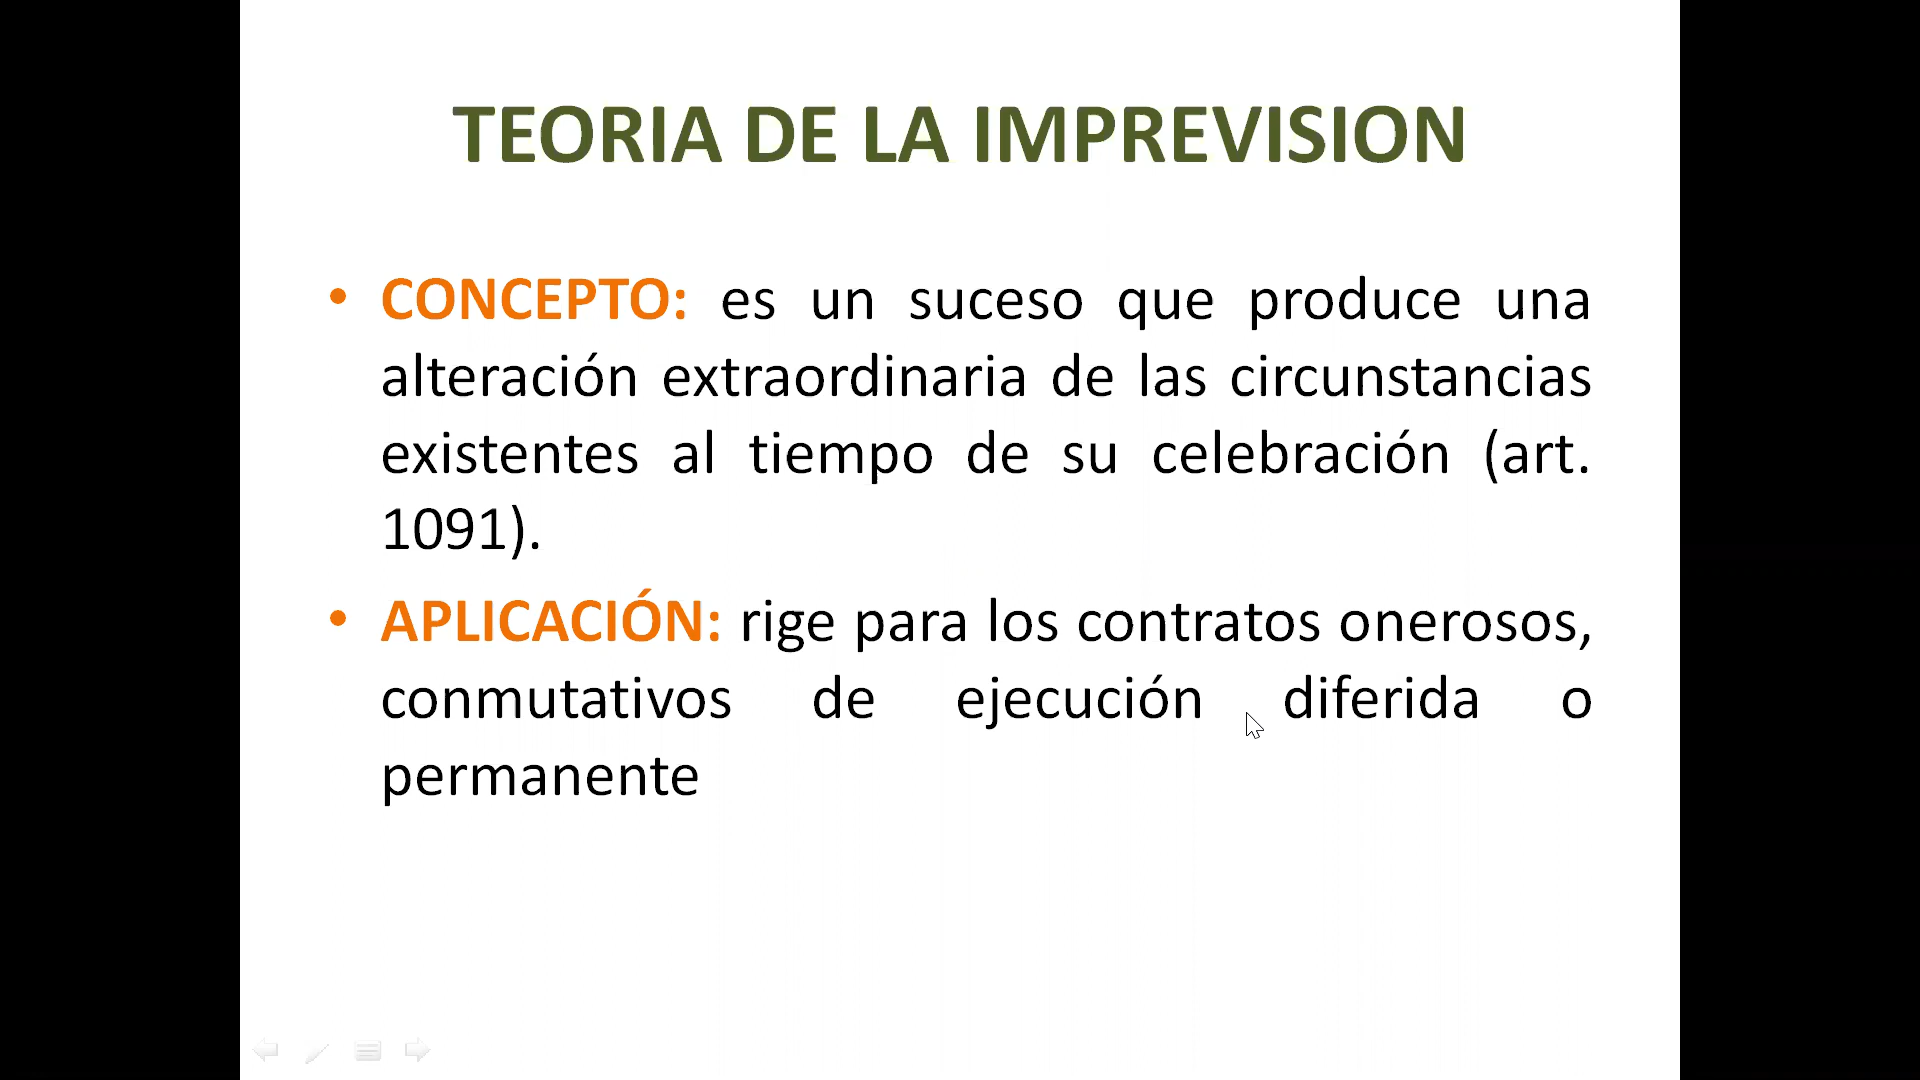 TEORIA DE LA IMPREVISION
• CONCEPTO: es un suceso que produce una
alteración extraordinaria de las circunstancias
existentes al tiempo de su celebración (art.
1091).
• APLICACIÓN: rige para los contratos onerosos,
conmutativos de ejecución diferida o
permanente